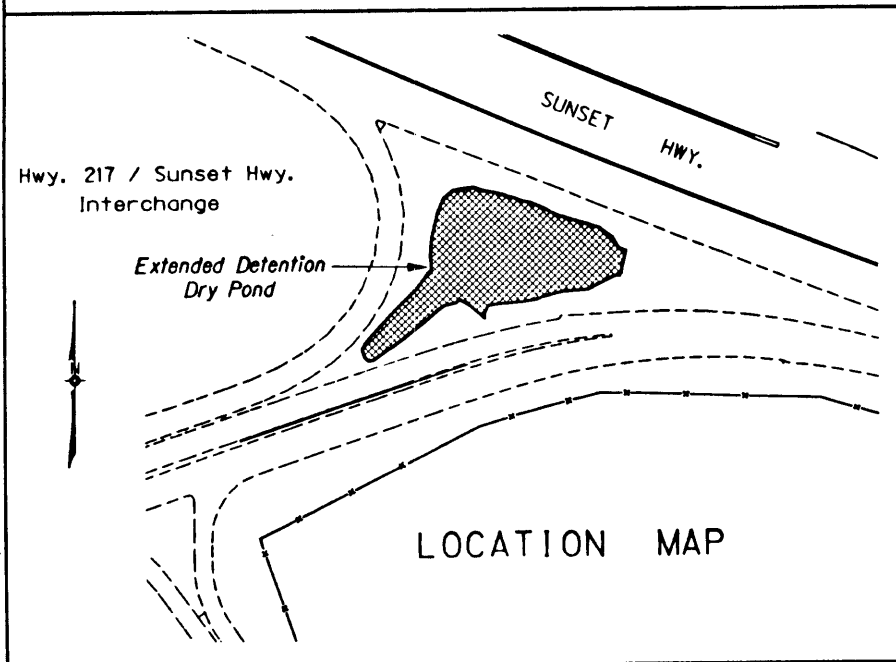 SUNSET HWY.
Hwy. 217 / Sunset Hwy.
Interchange
Extended Detention
Dry Pond
N
LOCATION MAP